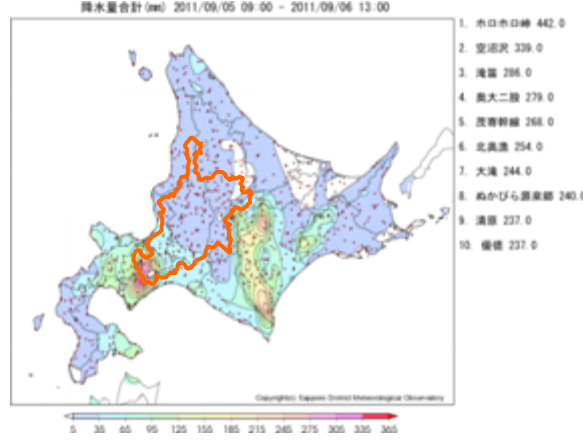 降水量合計(mm) 2011/09/05 09:00 - 2011/09/06 13:00
1. ホロホロ峠 442.0
2. 空沼沢 339.0
3. 滝笛 286.0
4. 奥大二股 279.0
5. 茂寄幹線 268.0
6. 北奥漁 254.0
7. 大滝 244.0
8. ぬかびら源泉郷 240.0
9. 清原 237.0
10. 優徳 237.0
Copyright(c) Sapporo District Meteorological Observatory
5 35 65 95 125 155 185 215 245 275 305 335 365